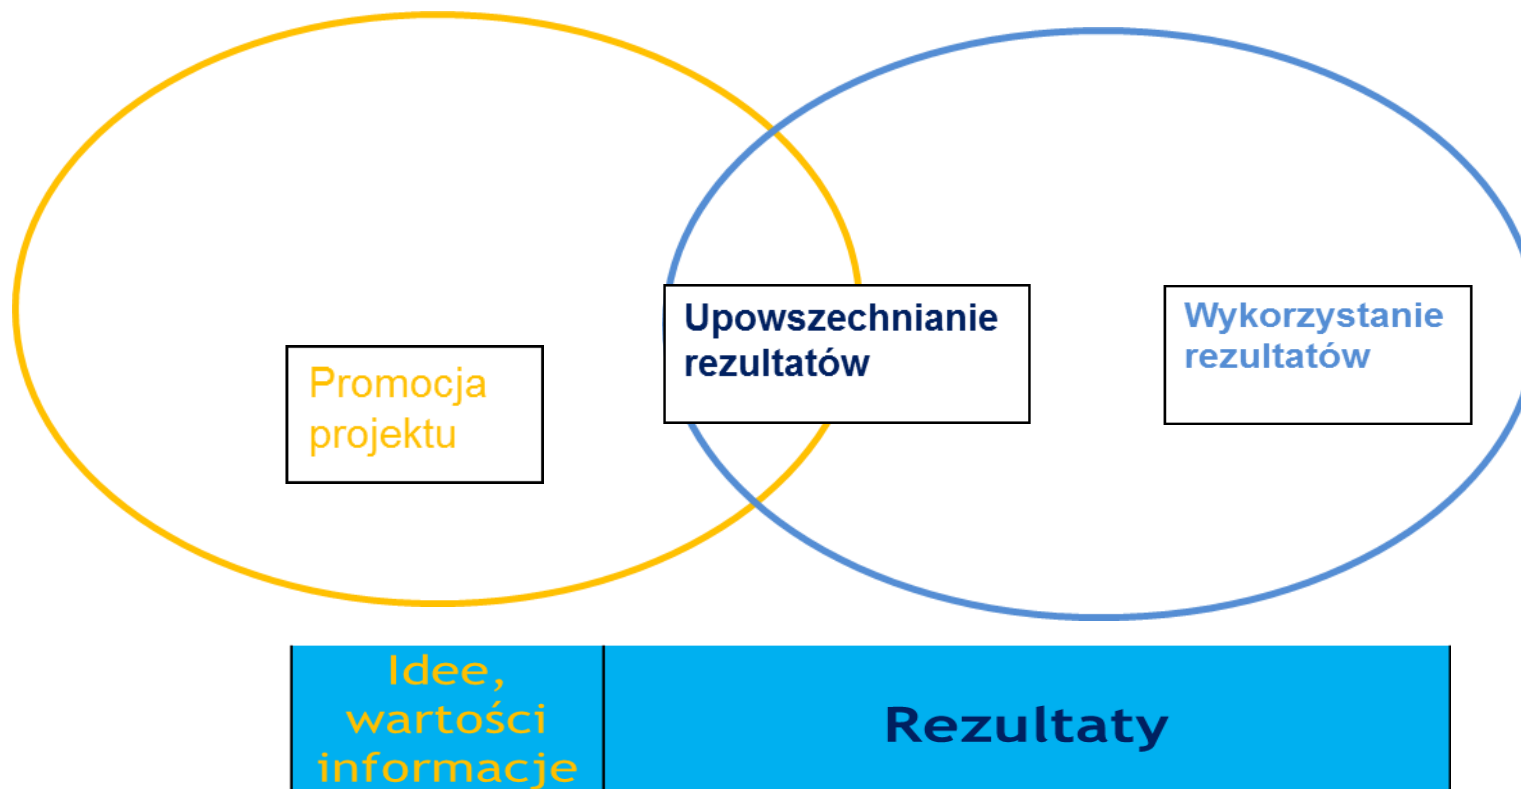 Promocja
projektu
Upowszechnianie
rezultatów
Wykorzystanie
rezultatów
Idee,
wartości
informacje
Rezultaty